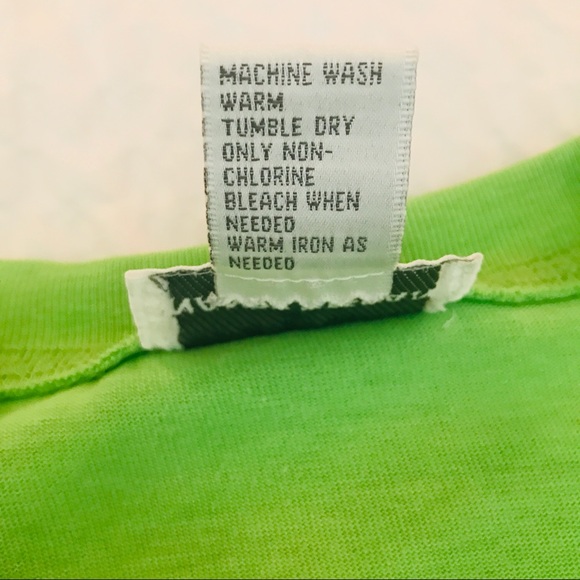 MACHINE WASH
WARM
TUMBLE DRY
ONLY NON-
CHLORINE
BLEACH WHEN
NEEDED
WARM IRON AS
NEEDED